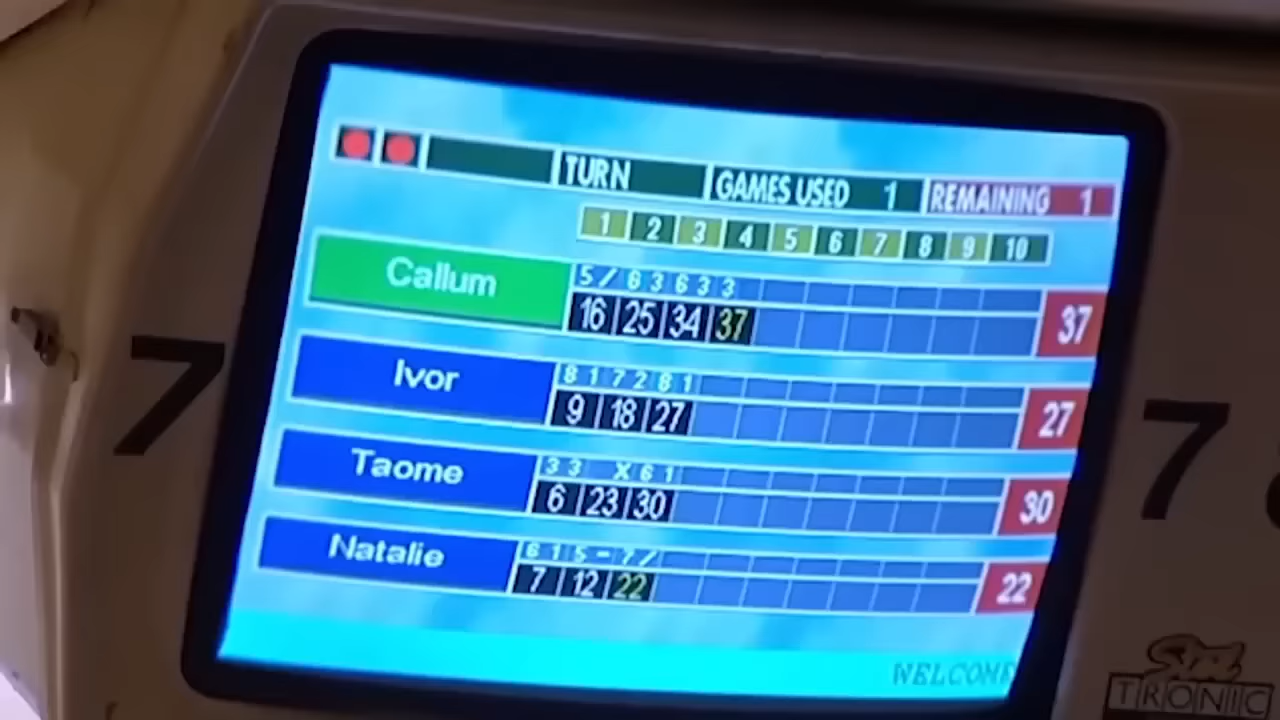 TURN GAMES USED 1 REMAINING 1
1 2 3 4 5 6 7 8 9 10
Callum 5 / 6 3 6 3 3
16 25 34 37 37
7 Ivor 8 1 7 2 8 1 7
9 18 27 27
Taome 3 3 X 6 1
6 23 30 30
Natalie 6 1 5 - 7 /
7 12 22 22
WELCOME
TRONIC